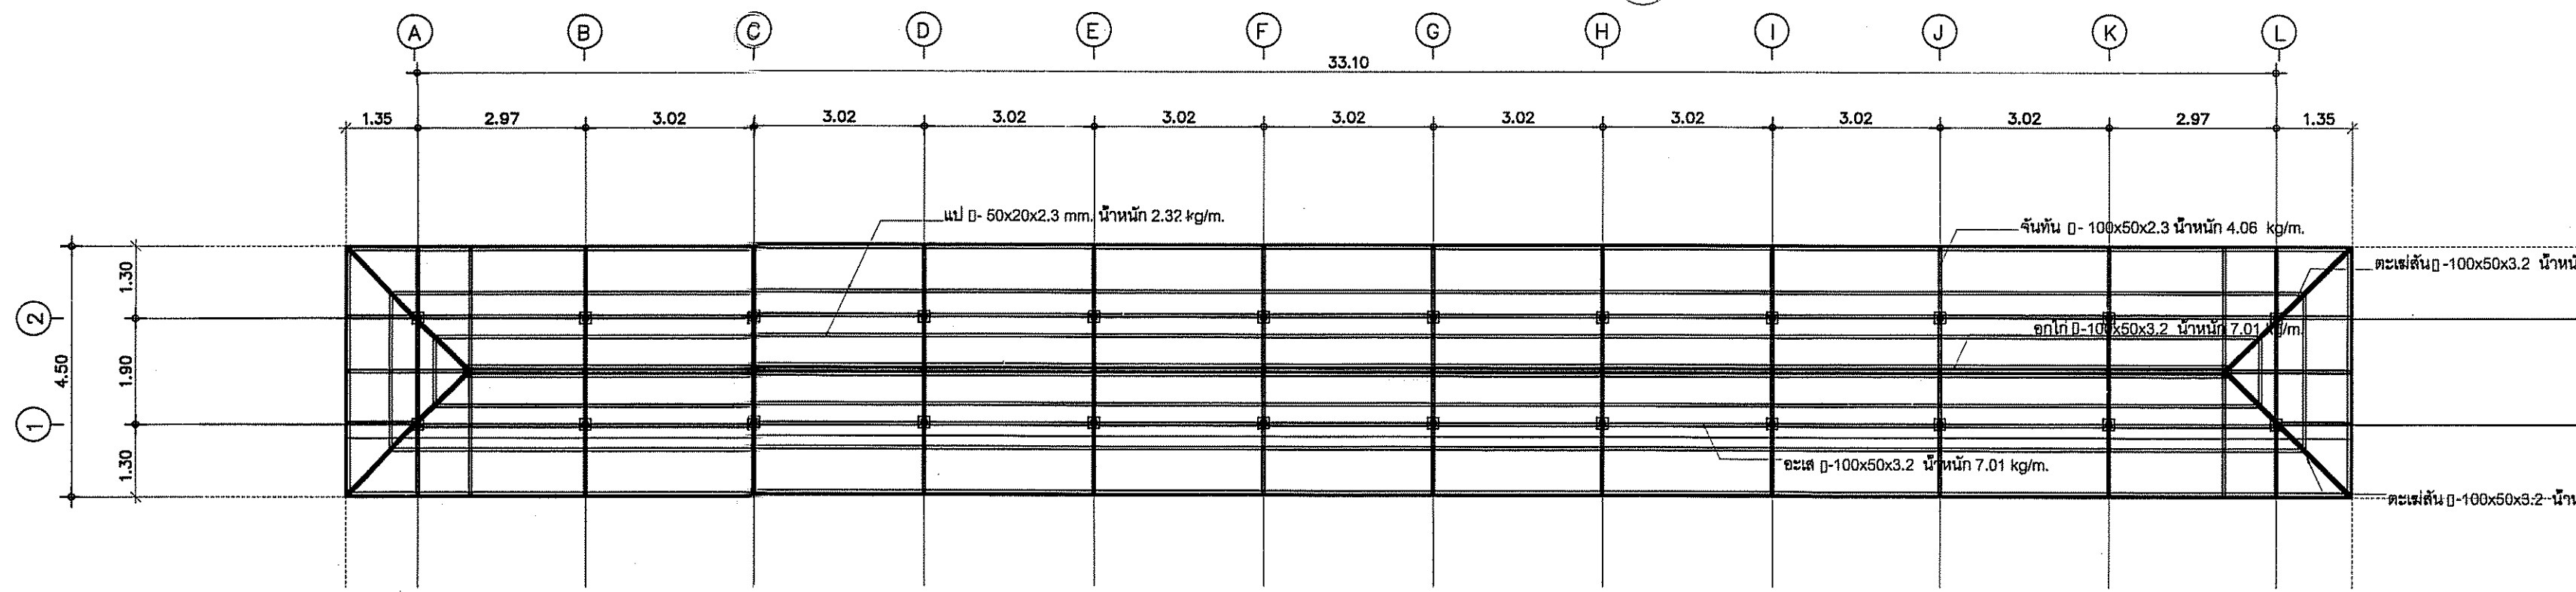 A B C D E F G H I J K L
33.10
1.35 2.97 3.02 3.02 3.02 3.02 3.02 3.02 3.02 3.02 3.02 2.97 1.35
แป ▯- 50x20x2.3 mm. น้ำหนัก 2.32 kg/m.
จันทัน ▯- 100x50x2.3 น้ำหนัก 4.06 kg/m.
ตะเฆ่สัน▯-100x50x3.2
1.30
2
อกไก่ ▯-100x50x3.2 น้ำหนัก 7.01 kg/m.
4.50
1.90
1
1.30
อะเส ▯-100x50x3.2 น้ำหนัก 7.01 kg/m.
ตะเฆ่สัน ▯-100x50x3.2